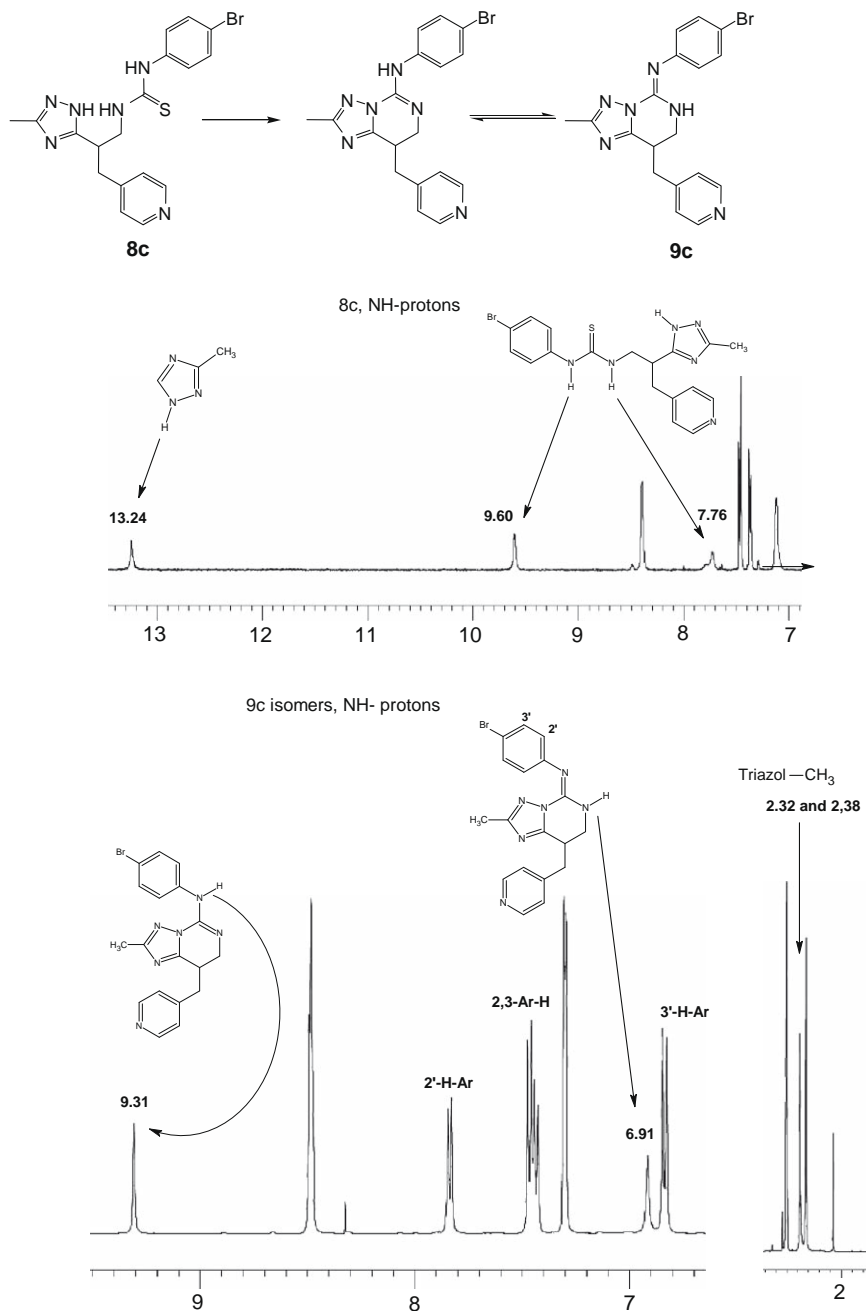 Br
HN
N
NH
HN
S
N
N
8c
Br
HN
N
N
N
N
N
Br
N
N
N
NH
N
N
9c
8c, NH-protons
CH3
N
N
N
H
Br
N
H
S
N
H
H
N
N
N
CH3
N
13.24
9.60
7.76
13
12
11
10
9
8
7
9c isomers, NH- protons
Br
3'
2'
N
N
N
N
H
H3C
N
N
Br
N
H
N
N
N
H3C
N
N
Triazol—CH3
2.32 and 2,38
2,3-Ar-H
3'-H-Ar
2'-H-Ar
9.31
6.91
9
8
7
2